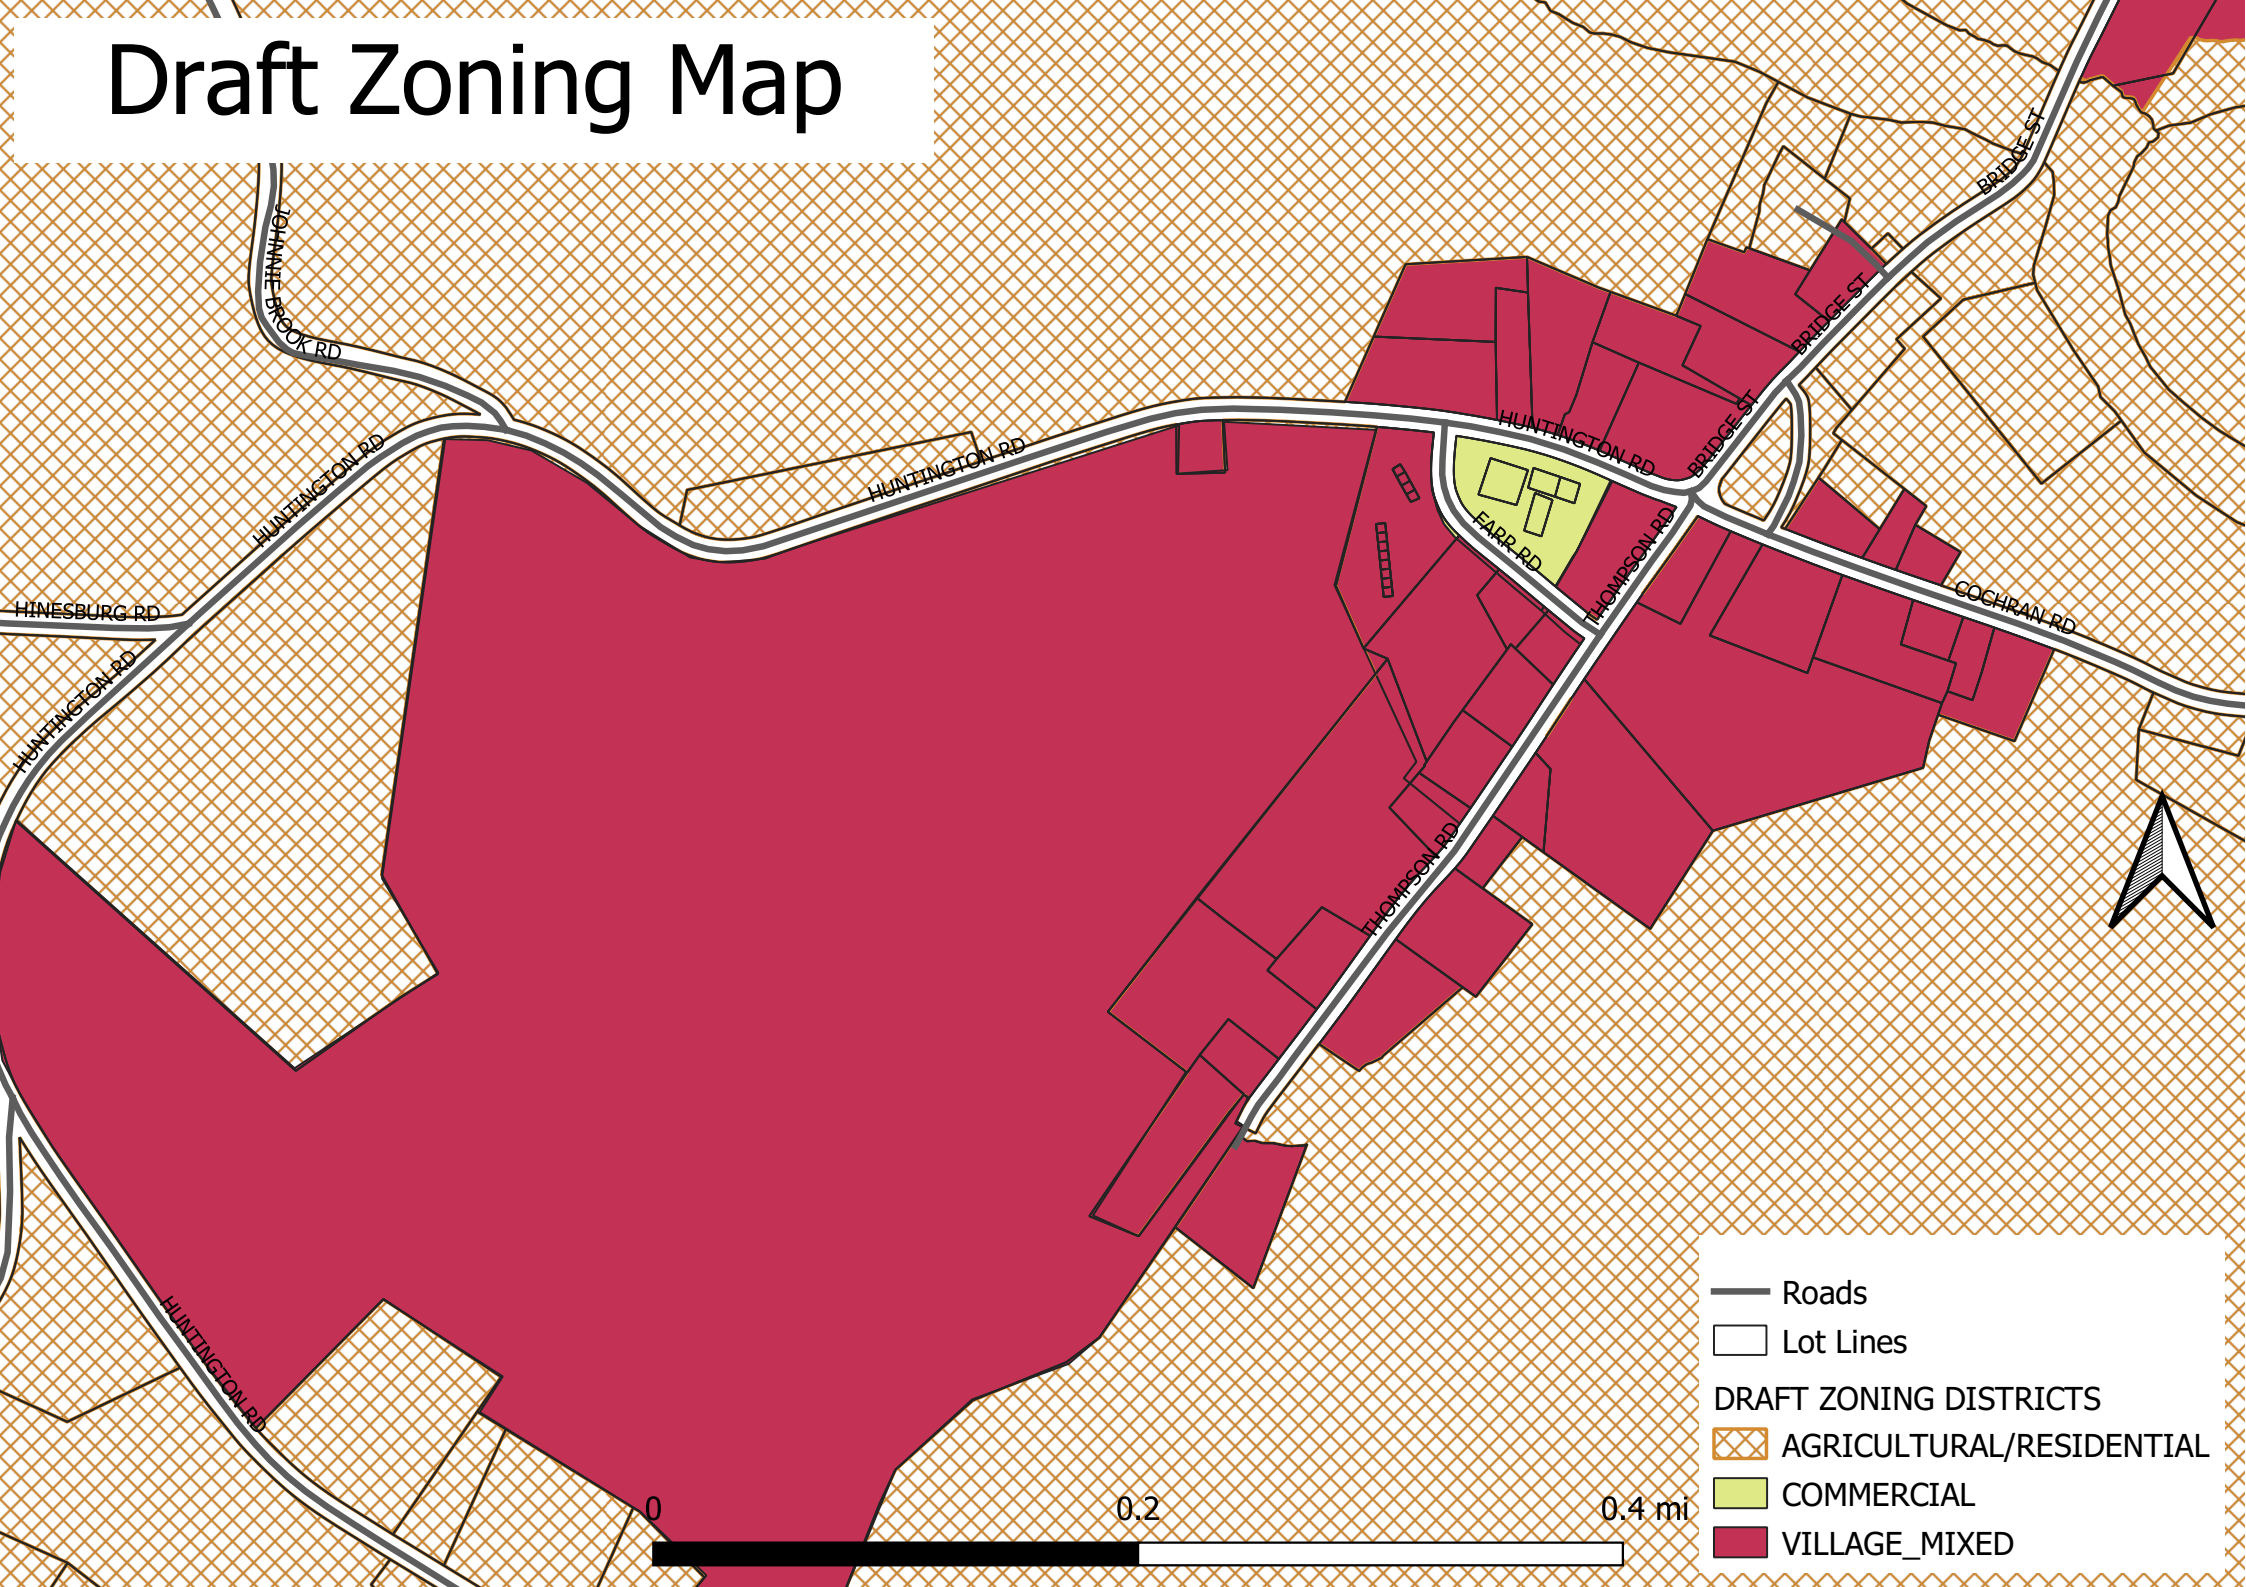 Draft Zoning Map
JOHNNIE BROOK RD
BRIDGE ST
BRIDGE ST
BRIDGE ST
HUNTINGTON RD
HUNTINGTON RD
HUNTINGTON RD
FARR RD
THOMPSON RD
COCHRAN RD
HINESBURG RD
HUNTINGTON RD
THOMPSON RD
HUNTINGTON RD
Roads
Lot Lines
DRAFT ZONING DISTRICTS
AGRICULTURAL/RESIDENTIAL
COMMERCIAL
VILLAGE_MIXED
0 0.2 0.4 mi